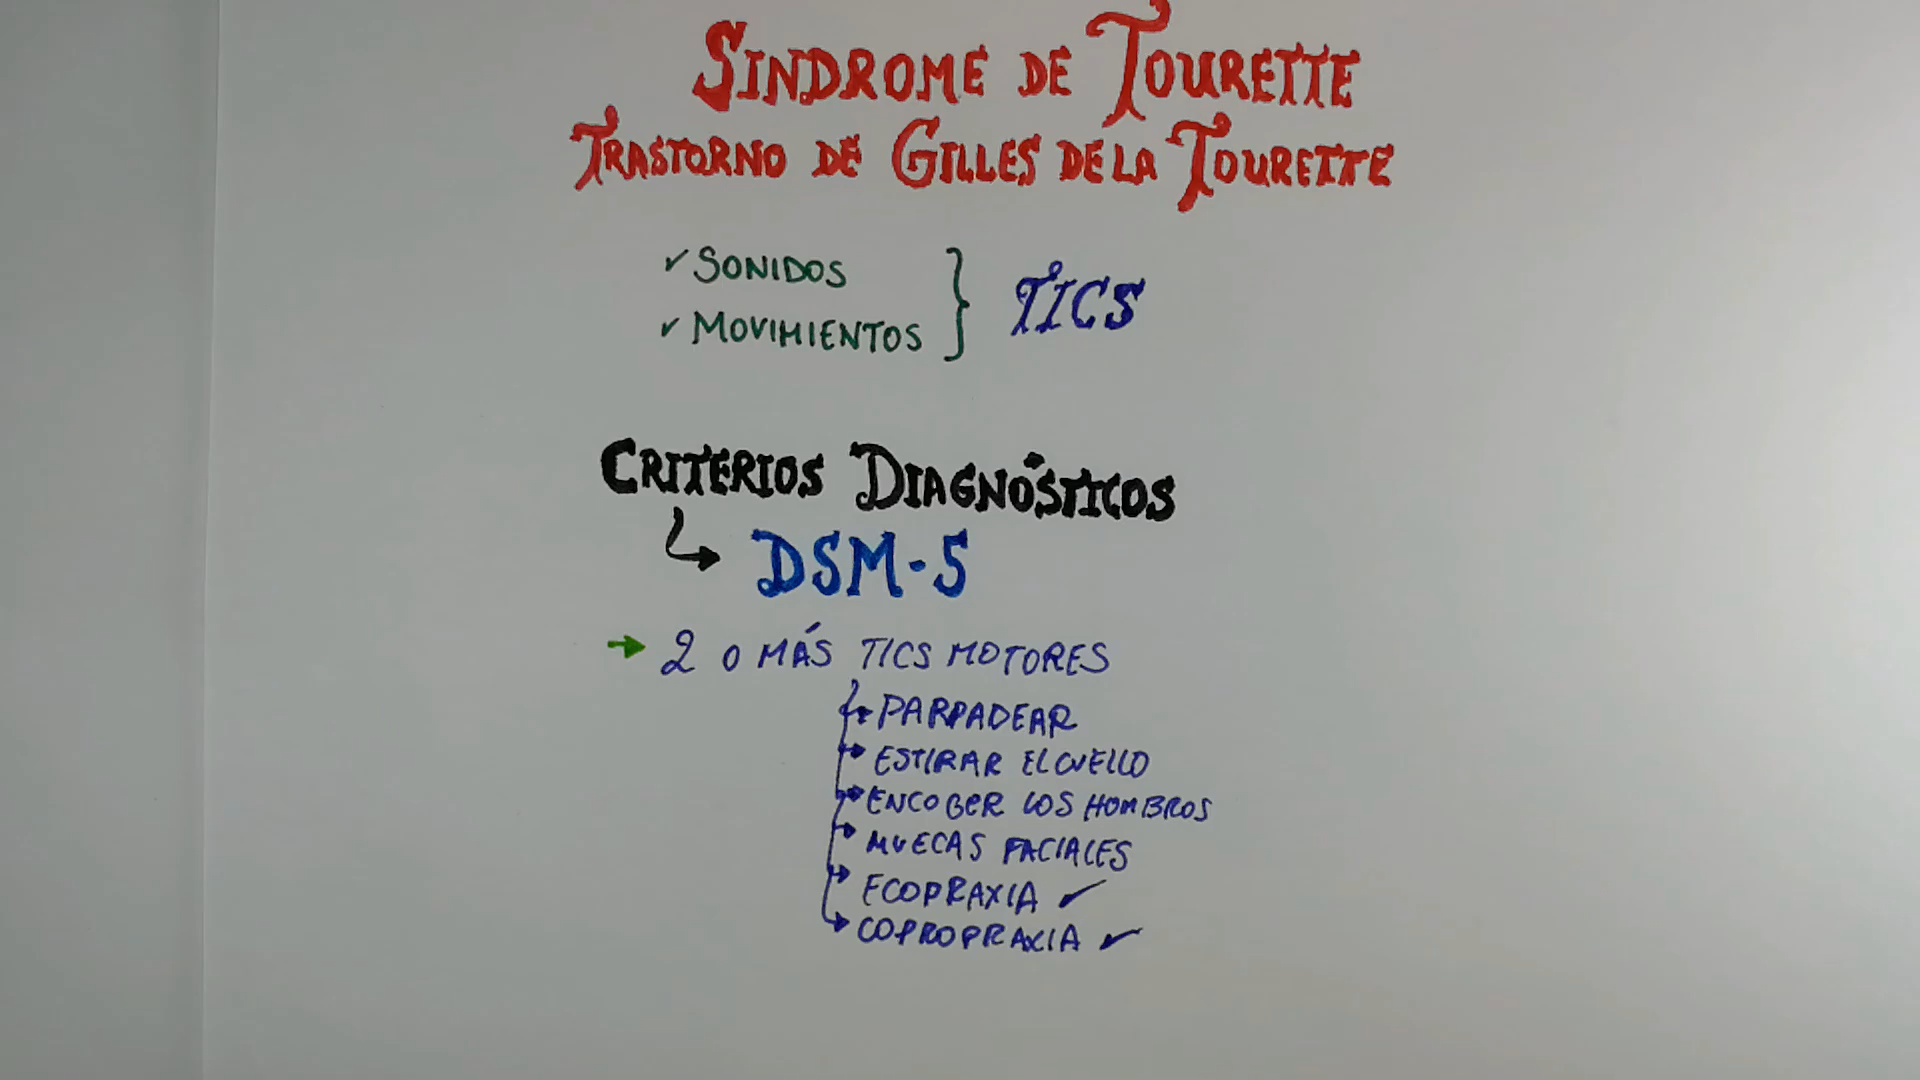 SINDROME DE TOURETTE
TRASTORNO DE GILLES DE LA TOURETTE
✓ SONIDOS
✓ MOVIMIENTOS
} TICS
CRITERIOS DIAGNÓSTICOS
↳ DSM-5
→ 2 O MÁS TICS MOTORES
→ PARPADEAR
→ ESTIRAR EL CUELLO
→ ENCOGER LOS HOMBROS
→ MUECAS FACIALES
→ ECOPRAXIA ✓
→ COPROPRAXIA ✓